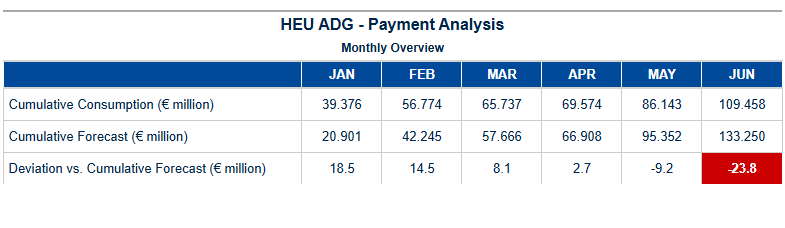 HEU ADG - Payment Analysis
Monthly Overview
JAN FEB MAR APR MAY JUN
Cumulative Consumption (€ million) 39.376 56.774 65.737 69.574 86.143 109.458
Cumulative Forecast (€ million) 20.901 42.245 57.666 66.908 95.352 133.250
Deviation vs. Cumulative Forecast (€ million) 18.5 14.5 8.1 2.7 -9.2 -23.8